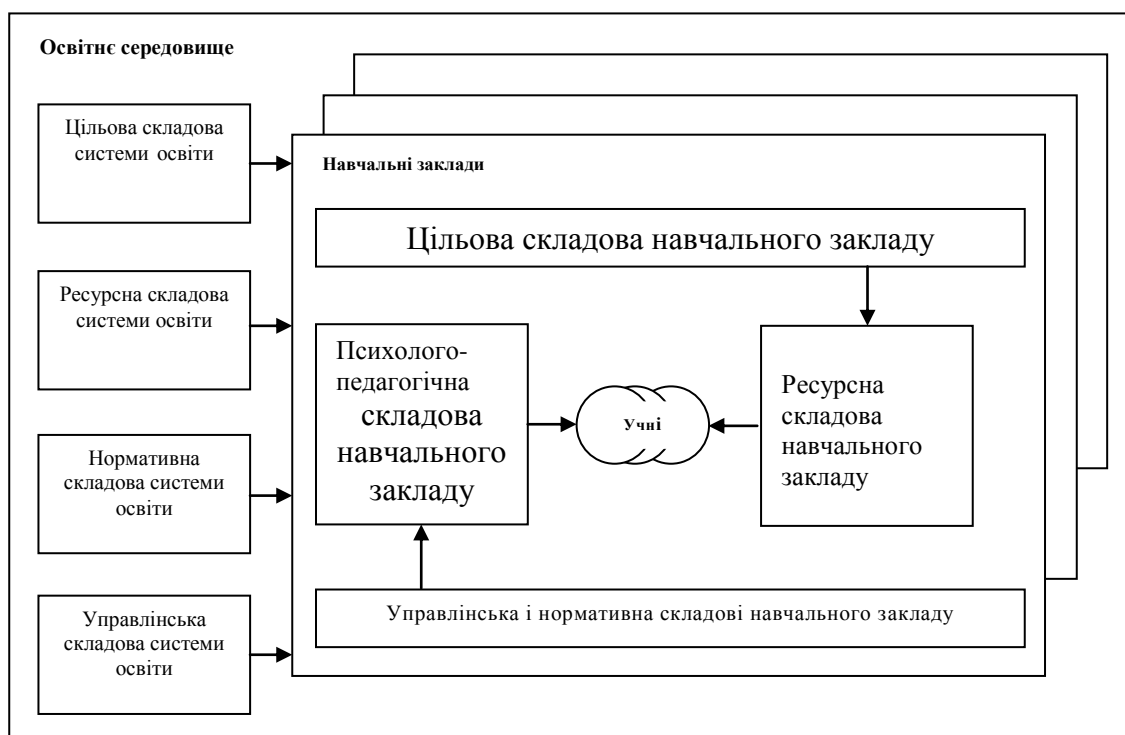 Освітнє середовище
Цільова складова
системи освіти
Ресурсна складова
системи освіти
Нормативна
складова системи
освіти
Управлінська
складова системи
освіти
Навчальні заклади
Цільова складова навчального закладу
Психолого-
педагогічна
складова
навчального
закладу
Учні
Ресурсна
складова
навчального
закладу
Управлінська і нормативна складові навчального закладу